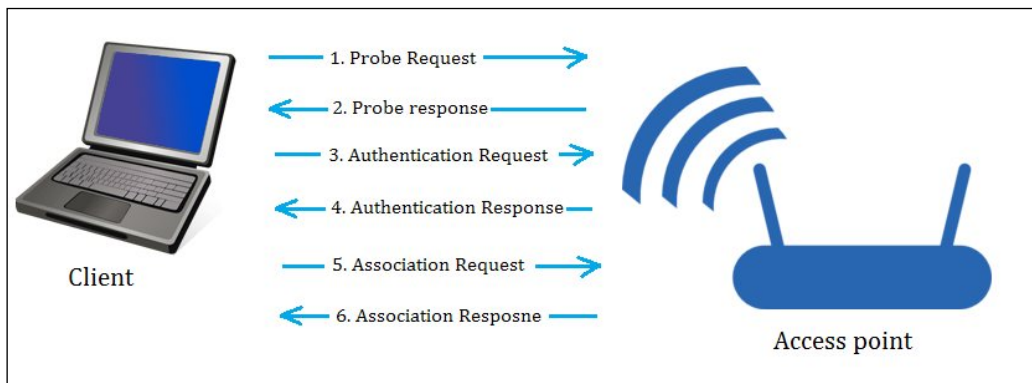 1. Probe Request
2. Probe response
3. Authentication Request
4. Authentication Response
5. Association Request
6. Association Resposne
Client
Access point